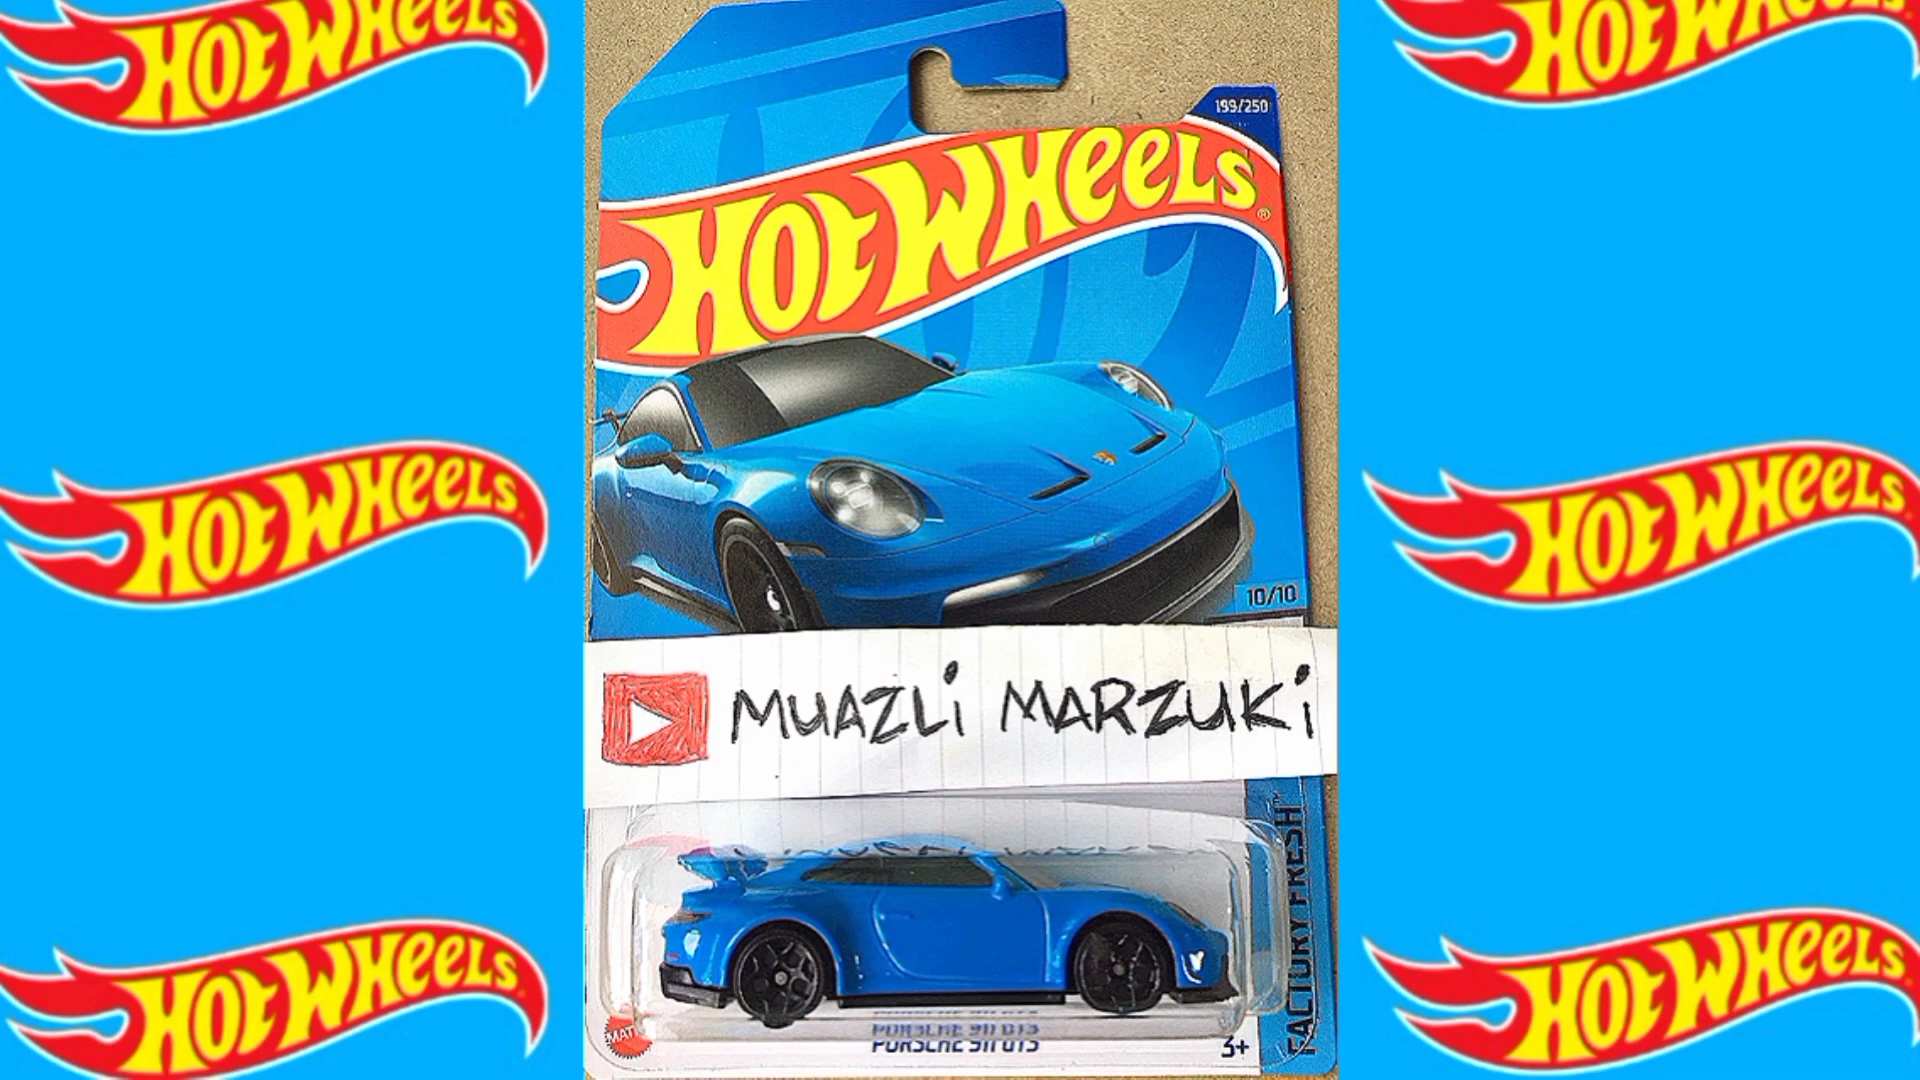 HOT WHEELS
HOT WHEELS
199/250
HOT WHEELS®
HOT WHEELS
HOT WHEELS
10/10
MUAZLI MARZUKI
FACTORY FRESH™
HOT WHEELS
HOT WHEELS
PORSCHE 911 GT3
3+